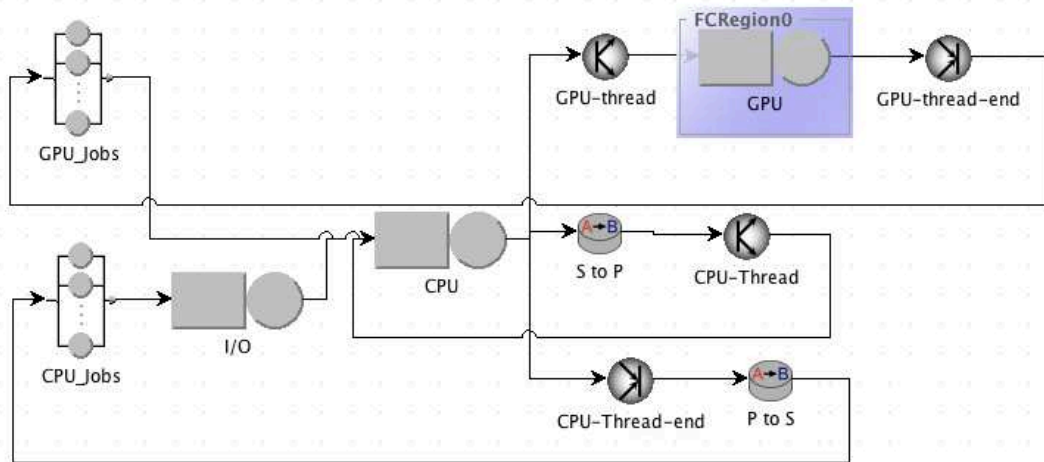 FCRegion0
GPU-thread
GPU
GPU-thread-end
GPU_Jobs
A→B
S to P
CPU-Thread
CPU
I/O
CPU_Jobs
CPU-Thread-end
A→B
P to S